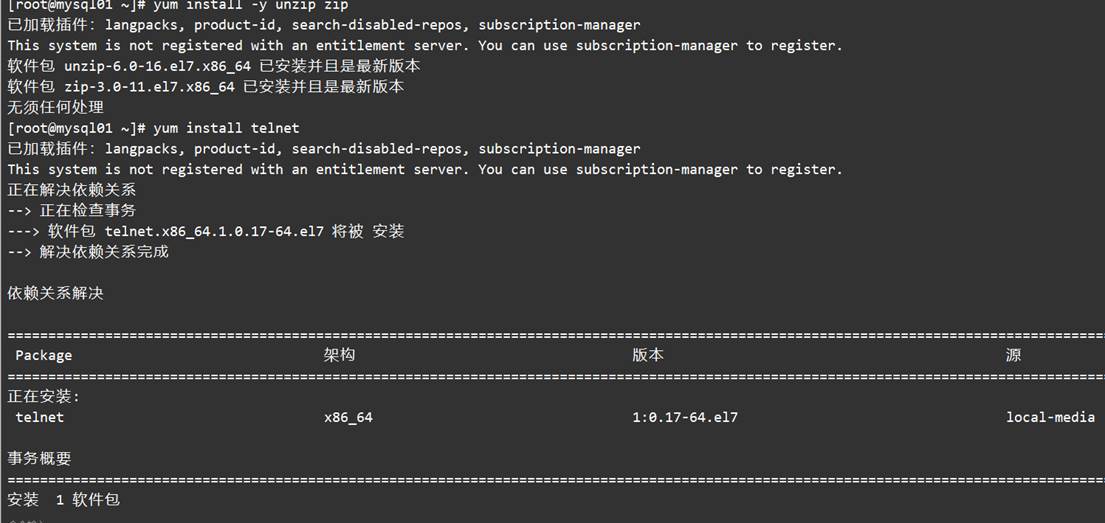 [root@mysql01 ~]# yum install -y unzip zip
已加载插件：langpacks, product-id, search-disabled-repos, subscription-manager
This system is not registered with an entitlement server. You can use subscription-manager to register.
软件包 unzip-6.0-16.el7.x86_64 已安装并且是最新版本
软件包 zip-3.0-11.el7.x86_64 已安装并且是最新版本
无须任何处理
[root@mysql01 ~]# yum install telnet
已加载插件：langpacks, product-id, search-disabled-repos, subscription-manager
This system is not registered with an entitlement server. You can use subscription-manager to register.
正在解决依赖关系
--> 正在检查事务
---> 软件包 telnet.x86_64.1.0.17-64.el7 将被 安装
--> 解决依赖关系完成
依赖关系解决
Package 架构 版本 源
正在安装:
telnet x86_64 1:0.17-64.el7 local-media
事务概要
安装 1 软件包